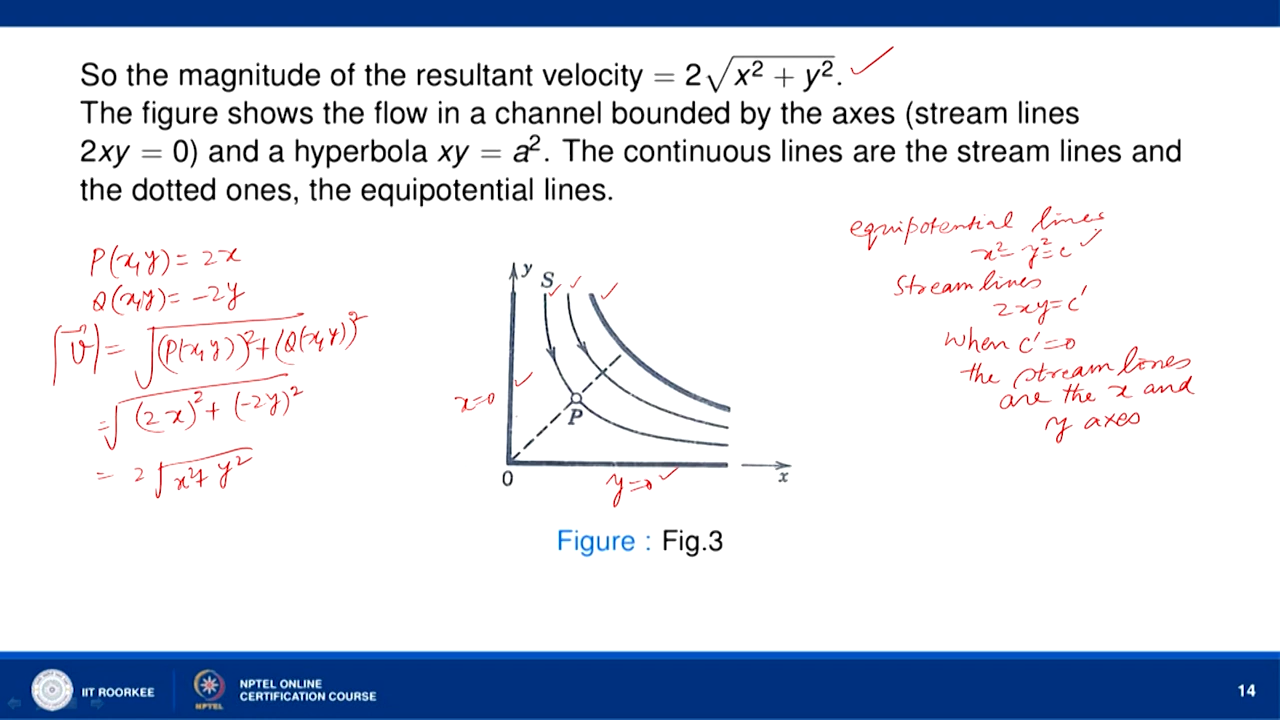 So the magnitude of the resultant velocity = 2√(x² + y²).
The figure shows the flow in a channel bounded by the axes (stream lines
2xy = 0) and a hyperbola xy = a². The continuous lines are the stream lines and
the dotted ones, the equipotential lines.
P(x,y) = 2x
Q(x,y) = -2y
|v⃗| = √((P(x,y))² + (Q(x,y))²
= √((2x)² + (-2y)²
= 2√(x² + y²)
y
S
x=0
P
0
y=0
x
equipotential lines
x² - y² = c
Stream lines
2xy = c'
When c' = 0
the stream lines
are the x and
y axes
Figure : Fig.3
IIT ROORKEE
NPTEL
NPTEL ONLINE
CERTIFICATION COURSE
14